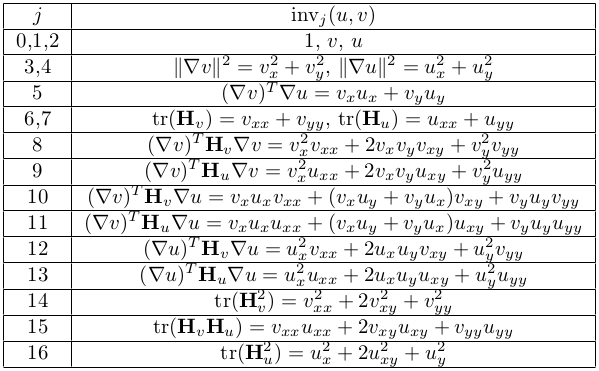 j inv_j(u, v)
0,1,2 1, v, u
3,4 ‖∇v‖² = v_x² + v_y², ‖∇u‖² = u_x² + u_y²
5 (∇v)^T∇u = v_x u_x + v_y u_y
6,7 tr(H_v) = v_xx + v_yy, tr(H_u) = u_xx + u_yy
8 (∇v)^T H_v∇v = v_x² v_xx + 2v_x v_y v_xy + v_y² v_yy
9 (∇v)^T H_u∇v = v_x² u_xx + 2v_x v_y u_xy + v_y² u_yy
10 (∇v)^T H_v∇u = v_x u_x v_xx + (v_x u_y + v_y u_x)v_xy + v_y u_y v_yy
11 (∇v)^T H_u∇u = v_x u_x u_xx + (v_x u_y + v_y u_x)u_xy + v_y u_y u_yy
12 (∇u)^T H_v∇u = u_x² v_xx + 2u_x u_y v_xy + u_y² v_yy
13 (∇u)^T H_u∇u = u_x² u_xx + 2u_x u_y u_xy + u_y² u_yy
14 tr(H_v²) = v_xx² + 2v_xy² + v_yy²
15 tr(H_v H_u) = v_xx u_xx + 2v_xy u_xy + v_yy u_yy
16 tr(H_u²) = u_x² + 2u_xy² + u_y²